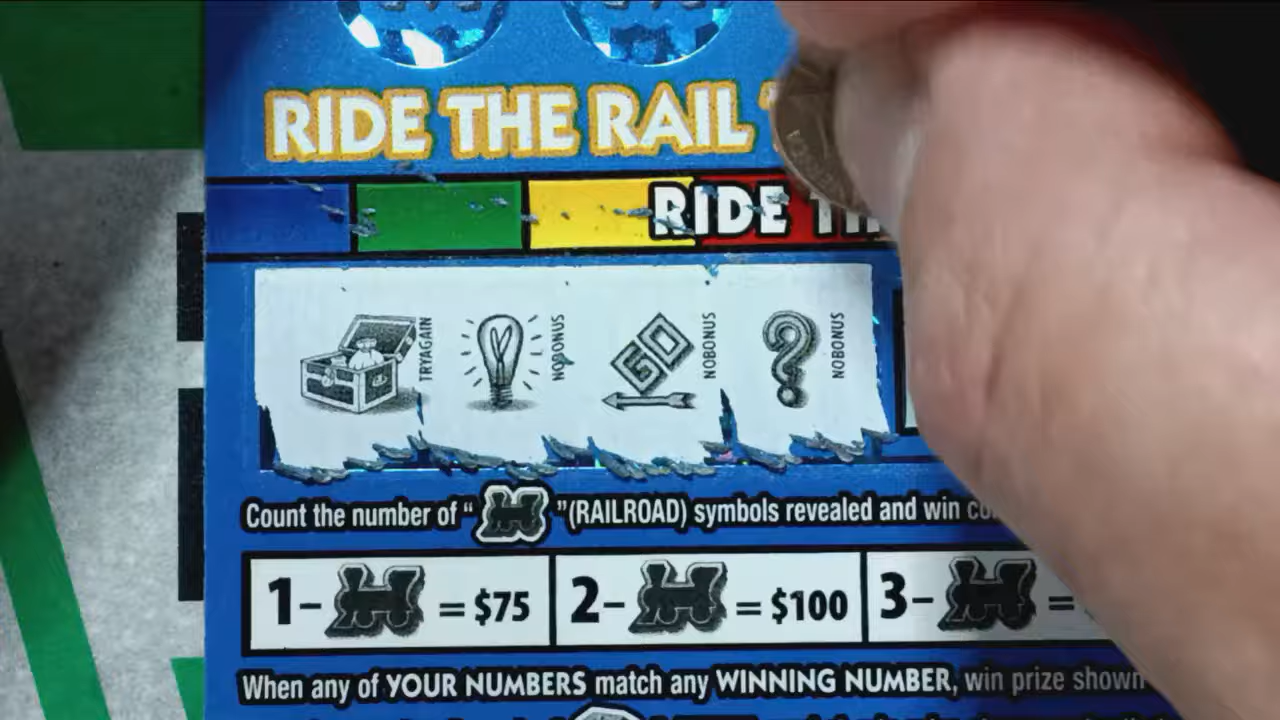 RIDE THE RAIL
RIDE
TRYAGAIN
NOBONUS
GO
NOBONUS
NOBONUS
Count the number of " " (RAILROAD) symbols revealed and win
1– = $75 2– = $100 3– =
When any of YOUR NUMBERS match any WINNING NUMBER, win prize shown